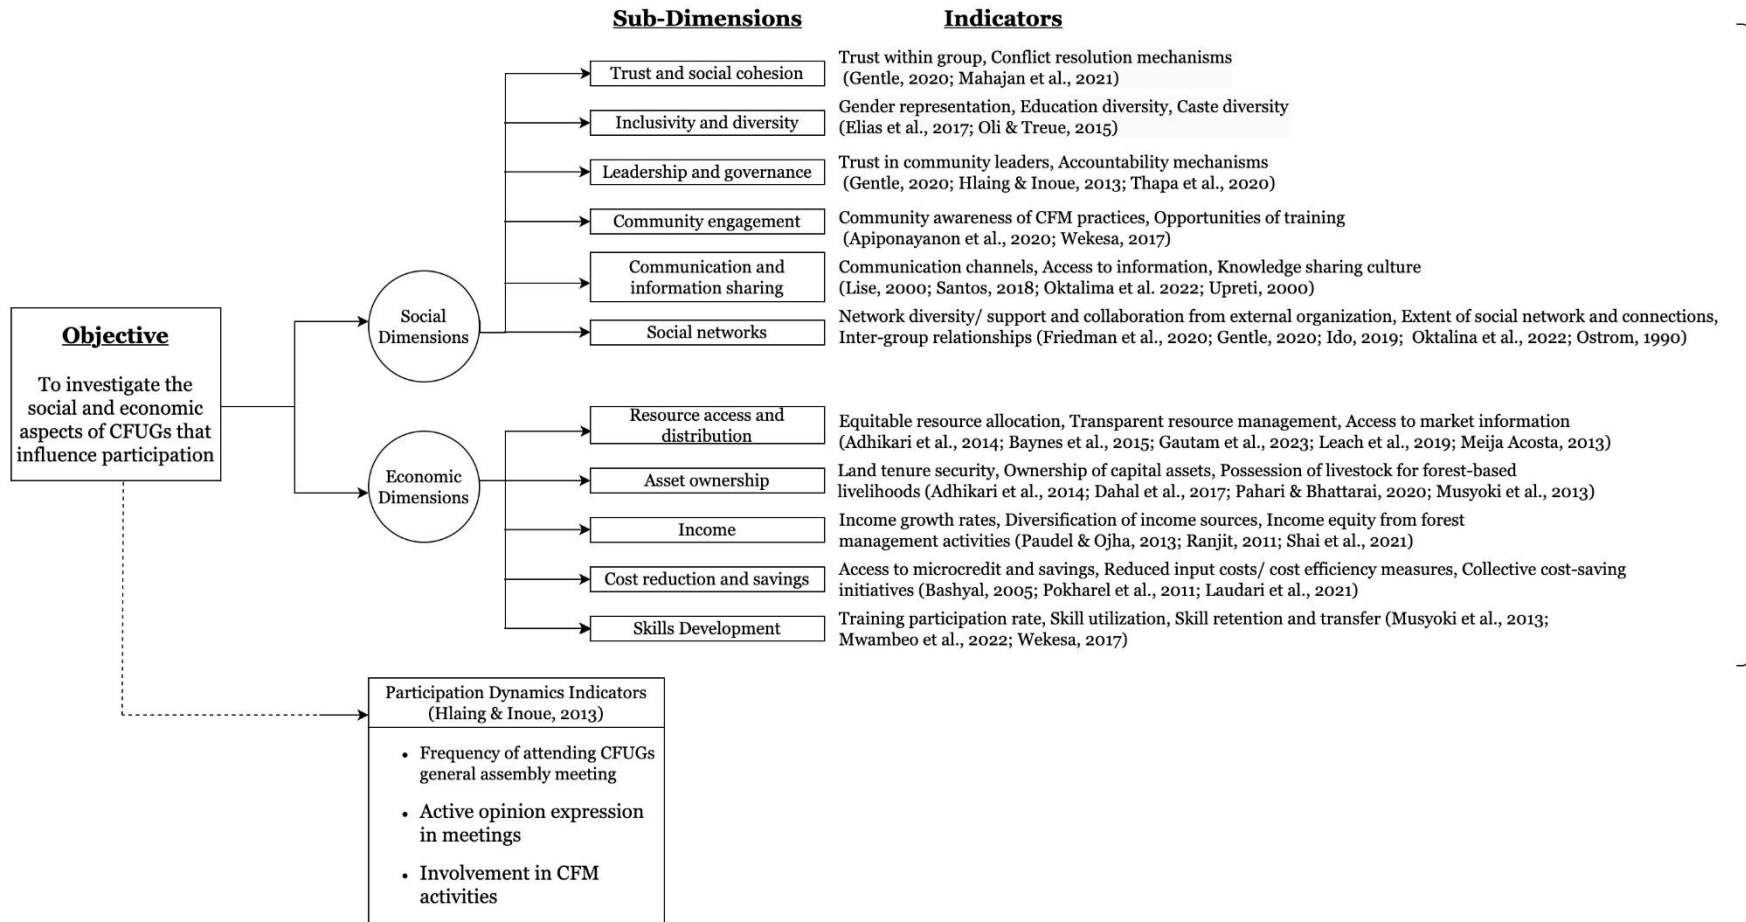 Sub-Dimensions
Indicators
Trust and social cohesion
Trust within group, Conflict resolution mechanisms
(Gentle, 2020; Mahajan et al., 2021)
Inclusivity and diversity
Gender representation, Education diversity, Caste diversity
(Elias et al., 2017; Oli & Treue, 2015)
Leadership and governance
Trust in community leaders, Accountability mechanisms
(Gentle, 2020; Hlaing & Inoue, 2013; Thapa et al., 2020)
Community engagement
Community awareness of CFM practices, Opportunities of training
(Apiponayanon et al., 2020; Wekesa, 2017)
Communication and
information sharing
Communication channels, Access to information, Knowledge sharing culture
(Lise, 2000; Santos, 2018; Oktalima et al. 2022; Upreti, 2000)
Social networks
Network diversity/ support and collaboration from external organization, Extent of social network and connections,
Inter-group relationships (Friedman et al., 2020; Gentle, 2020; Ido, 2019; Oktalina et al., 2022; Ostrom, 1990)
Social
Dimensions
Objective
To investigate the
social and economic
aspects of CFUGs that
influence participation
Economic
Dimensions
Resource access and
distribution
Equitable resource allocation, Transparent resource management, Access to market information
(Adhikari et al., 2014; Baynes et al., 2015; Gautam et al., 2023; Leach et al., 2019; Meija Acosta, 2013)
Asset ownership
Land tenure security, Ownership of capital assets, Possession of livestock for forest-based
livelihoods (Adhikari et al., 2014; Dahal et al., 2017; Pahari & Bhattarai, 2020; Musyoki et al., 2013)
Income
Income growth rates, Diversification of income sources, Income equity from forest
management activities (Paudel & Ojha, 2013; Ranjit, 2011; Shai et al., 2021)
Cost reduction and savings
Access to microcredit and savings, Reduced input costs/ cost efficiency measures, Collective cost-saving
initiatives (Bashyal, 2005; Pokharel et al., 2011; Laudari et al., 2021)
Skills Development
Training participation rate, Skill utilization, Skill retention and transfer (Musyoki et al., 2013;
Mwambeo et al., 2022; Wekesa, 2017)
Participation Dynamics Indicators
(Hlaing & Inoue, 2013)
• Frequency of attending CFUGs
general assembly meeting
• Active opinion expression
in meetings
• Involvement in CFM
activities